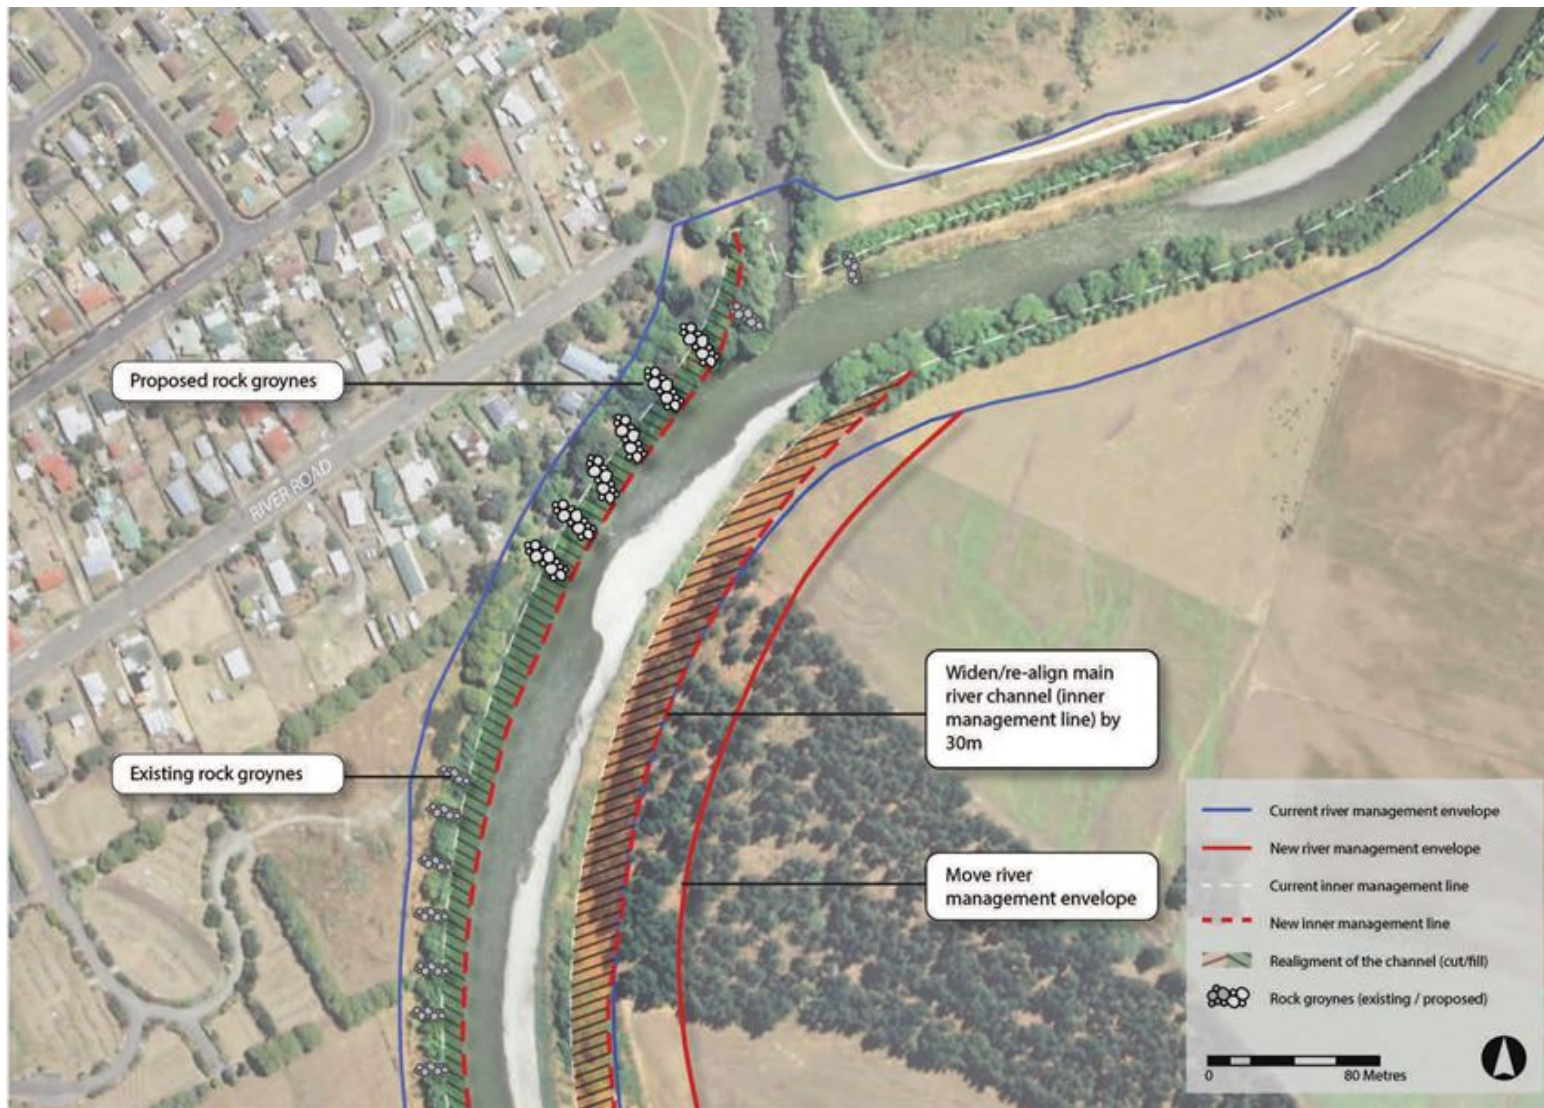 Proposed rock groynes
RIVER ROAD
Widen/re-align main
river channel (inner
management line) by
30m
Existing rock groynes
Move river
management envelope
Current river management envelope
New river management envelope
Current inner management line
New inner management line
Realigment of the channel (cut/fill)
Rock groynes (existing / proposed)
0 80 Metres